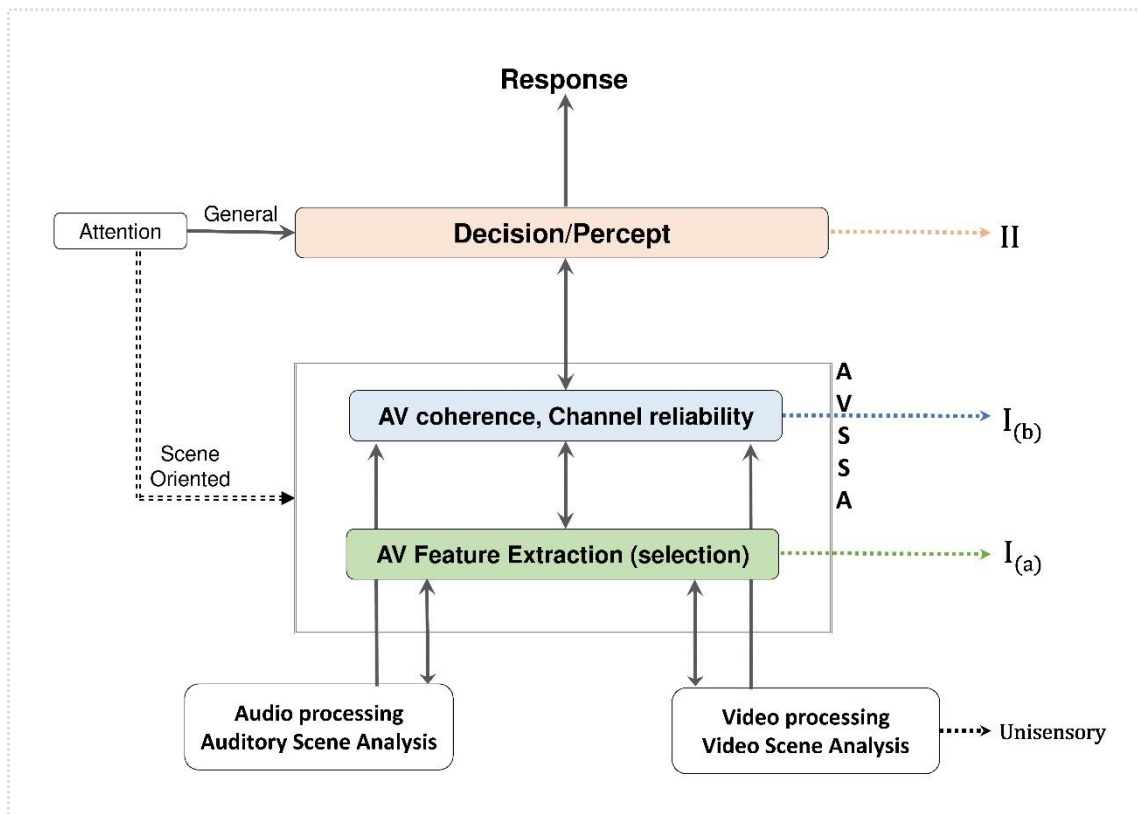 Response
General
Attention
Decision/Percept
II
A
V
S
S
A
AV coherence, Channel reliability
I(b)
Scene
Oriented
AV Feature Extraction (selection)
I(a)
Audio processing
Auditory Scene Analysis
Video processing
Video Scene Analysis
Unisensory